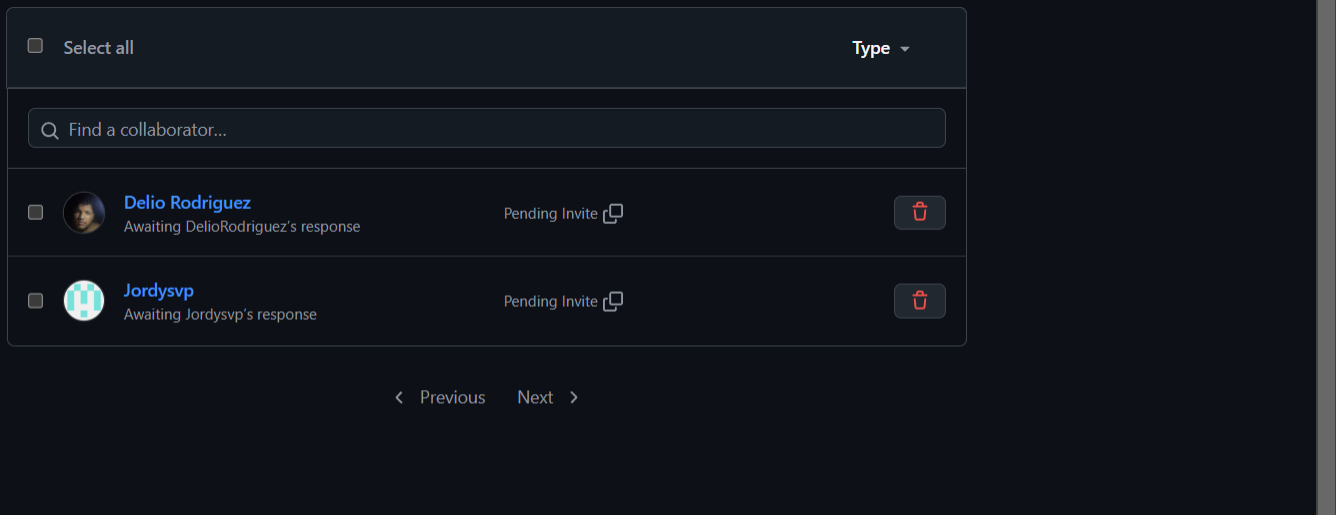 Select all
Type
Find a collaborator...
Delio Rodriguez
Awaiting DelioRodriguez's response
Pending Invite
Jordysvp
Awaiting Jordysvp's response
Pending Invite
Previous Next